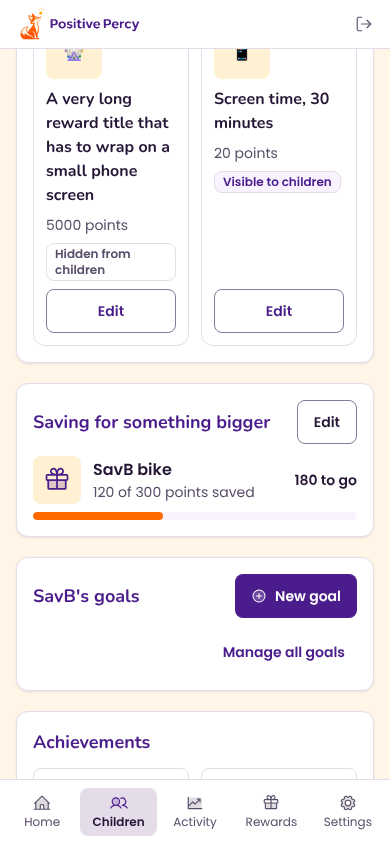 Positive Percy
A very long
reward title that
has to wrap on a
small phone
screen
5000 points
Hidden from
children
Edit
Screen time, 30
minutes
20 points
Visible to children
Edit
Saving for something bigger
Edit
SavB bike
120 of 300 points saved
180 to go
SavB's goals
New goal
Manage all goals
Achievements
Home
Children
Activity
Rewards
Settings